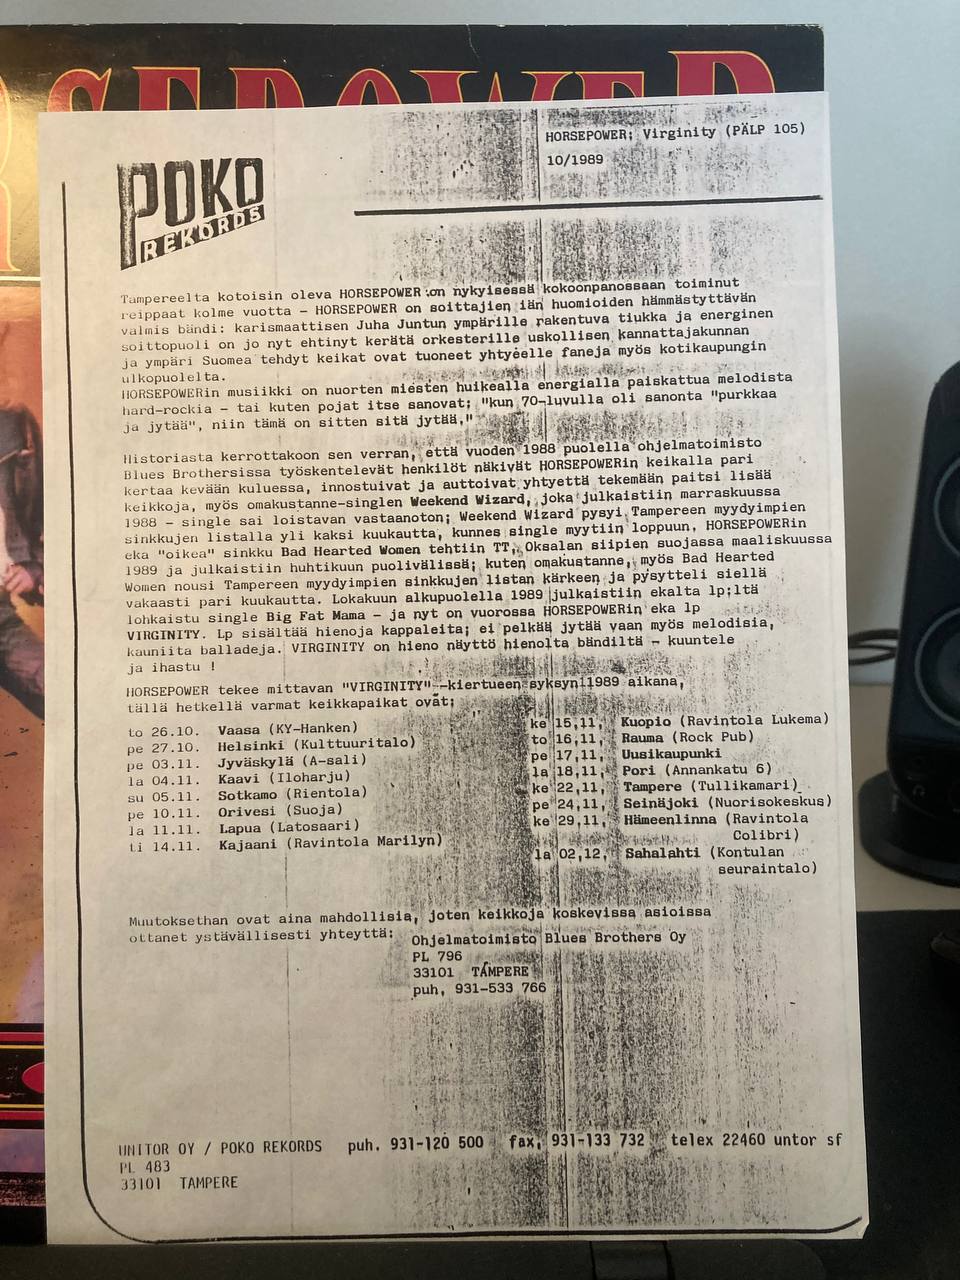 HORSEPOWER
HORSEPOWER; Virginity (PÄLP 105)
10/1989
POKO
REKORDS
Tampereelta kotoisin oleva HORSEPOWER on nykyisessä kokoonpanossaan toiminut
reippaat kolme vuotta - HORSEPOWER on soittajien iän huomioiden hämmästyttävän
valmis bändi: karismaattisen Juha Juntun ympärille rakentuva tiukka ja energinen
soittopuoli on jo nyt ehtinyt kerätä orkesterille uskollisen kannattajakunnan
ja ympäri Suomea tehdyt keikat ovat tuoneet yhtyeelle faneja myös kotikaupungin
ulkopuolelta.
HORSEPOWERin musiikki on nuorten miesten huikealla energialla paiskattua melodista
hard-rockia - tai kuten pojat itse sanovat; "kun 70-luvulla oli sanonta "purkkaa
ja jytää", niin tämä on sitten sitä jytää."
Historiasta kerrottakoon sen verran, että vuoden 1988 puolella ohjelmatoimisto
Blues Brothersissa työskentelevät henkilöt näkivät HORSEPOWERin keikalla pari
kertaa kevään kuluessa, innostuivat ja auttoivat yhtyettä tekemään paitsi lisää
keikkoja, myös omakustanne-singlen Weekend Wizard, joka julkaistiin marraskuussa
1988 - single sai loistavan vastaanoton; Weekend Wizard pysyi Tampereen myydyimpien
sinkkujen listalla yli kaksi kuukautta, kunnes single myytiin loppuun. HORSEPOWERin
eka "oikea" sinkku Bad Hearted Women tehtiin TT. Oksalan siipien suojassa maaliskuussa
1989 ja julkaistiin huhtikuun puolivälissä; kuten omakustanne, myös Bad Hearted
Women nousi Tampereen myydyimpien sinkkujen listan kärkeen ja pysytteli siellä
vakaasti pari kuukautta. Lokakuun alkupuolella 1989 julkaistiin ekalta lp;ltä
lohkaistu single Big Fat Mama - ja nyt on vuorossa HORSEPOWERin eka lp
VIRGINITY. Lp sisältää hienoja kappaleita; ei pelkää jytää vaan myös melodisia,
kauniita balladeja. VIRGINITY on hieno näyttö hienolta bändiltä - kuuntele
ja ihastu !
HORSEPOWER tekee mittavan "VIRGINITY" -kiertueen syksyn 1989 aikana,
tällä hetkellä varmat keikkapaikat ovat;
to 26.10. Vaasa (KY-Hanken)
pe 27.10. Helsinki (Kulttuuritalo)
pe 03.11. Jyväskylä (A-sali)
la 04.11. Kaavi (Iloharju)
su 05.11. Sotkamo (Rientola)
pe 10.11. Orivesi (Suoja)
la 11.11. Lapua (Latosaari)
ti 14.11. Kajaani (Ravintola Marilyn)
ke 15,11, Kuopio (Ravintola Lukema)
to 16,11, Rauma (Rock Pub)
pe 17,11, Uusikaupunki
la 18,11, Pori (Annankatu 6)
ke 22,11, Tampere (Tullikamari)
pe 24,11, Seinäjoki (Nuorisokeskus)
ke 29,11, Hämeenlinna (Ravintola
Colibri)
la 02,12, Sahalahti (Kontulan
seuraintalo)
Muutoksethan ovat aina mahdollisia, joten keikkoja koskevissa asioissa
ottanet ystävällisesti yhteyttä:
Ohjelmatoimisto Blues Brothers Oy
PL 796
33101 TAMPERE
puh, 931-533 766
UNITOR OY / POKO REKORDS puh. 931-120 500 fax, 931-133 732 telex 22460 untor sf
PL 483
33101 TAMPERE